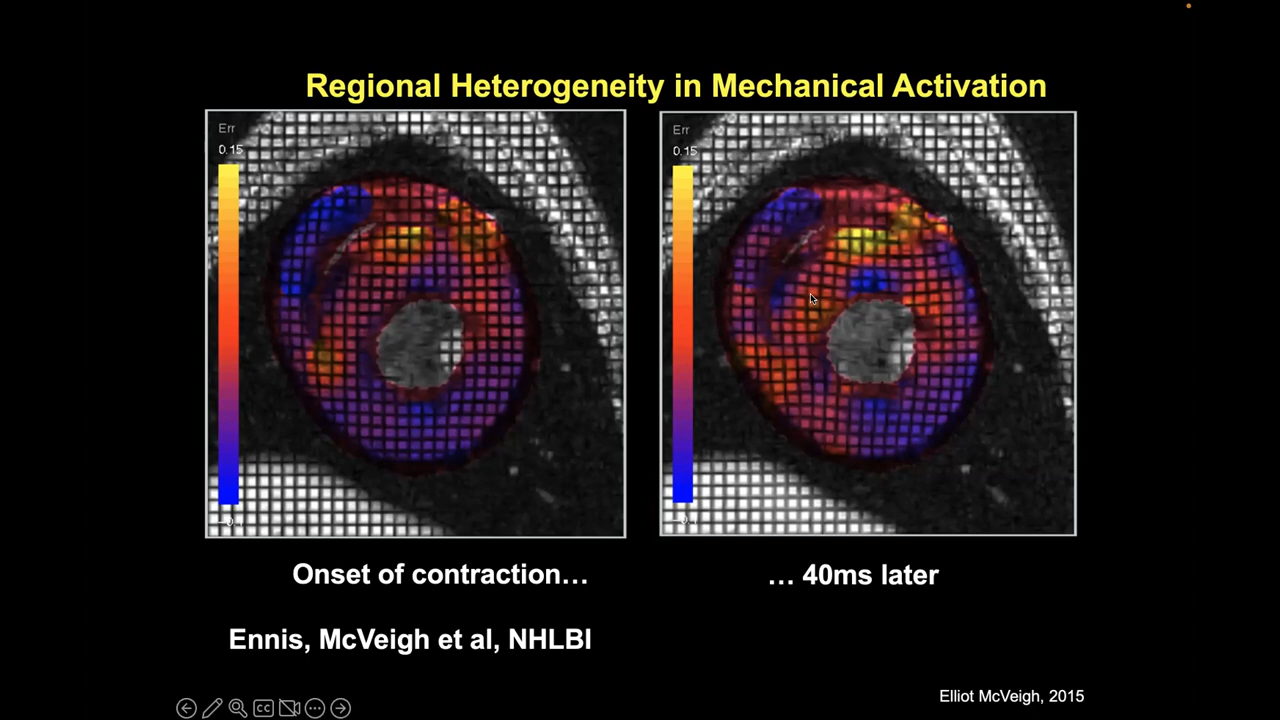 Regional Heterogeneity in Mechanical Activation
Err
0.15
Err
0.15
Onset of contraction…
… 40ms later
Ennis, McVeigh et al, NHLBI
Elliot McVeigh, 2015
CC